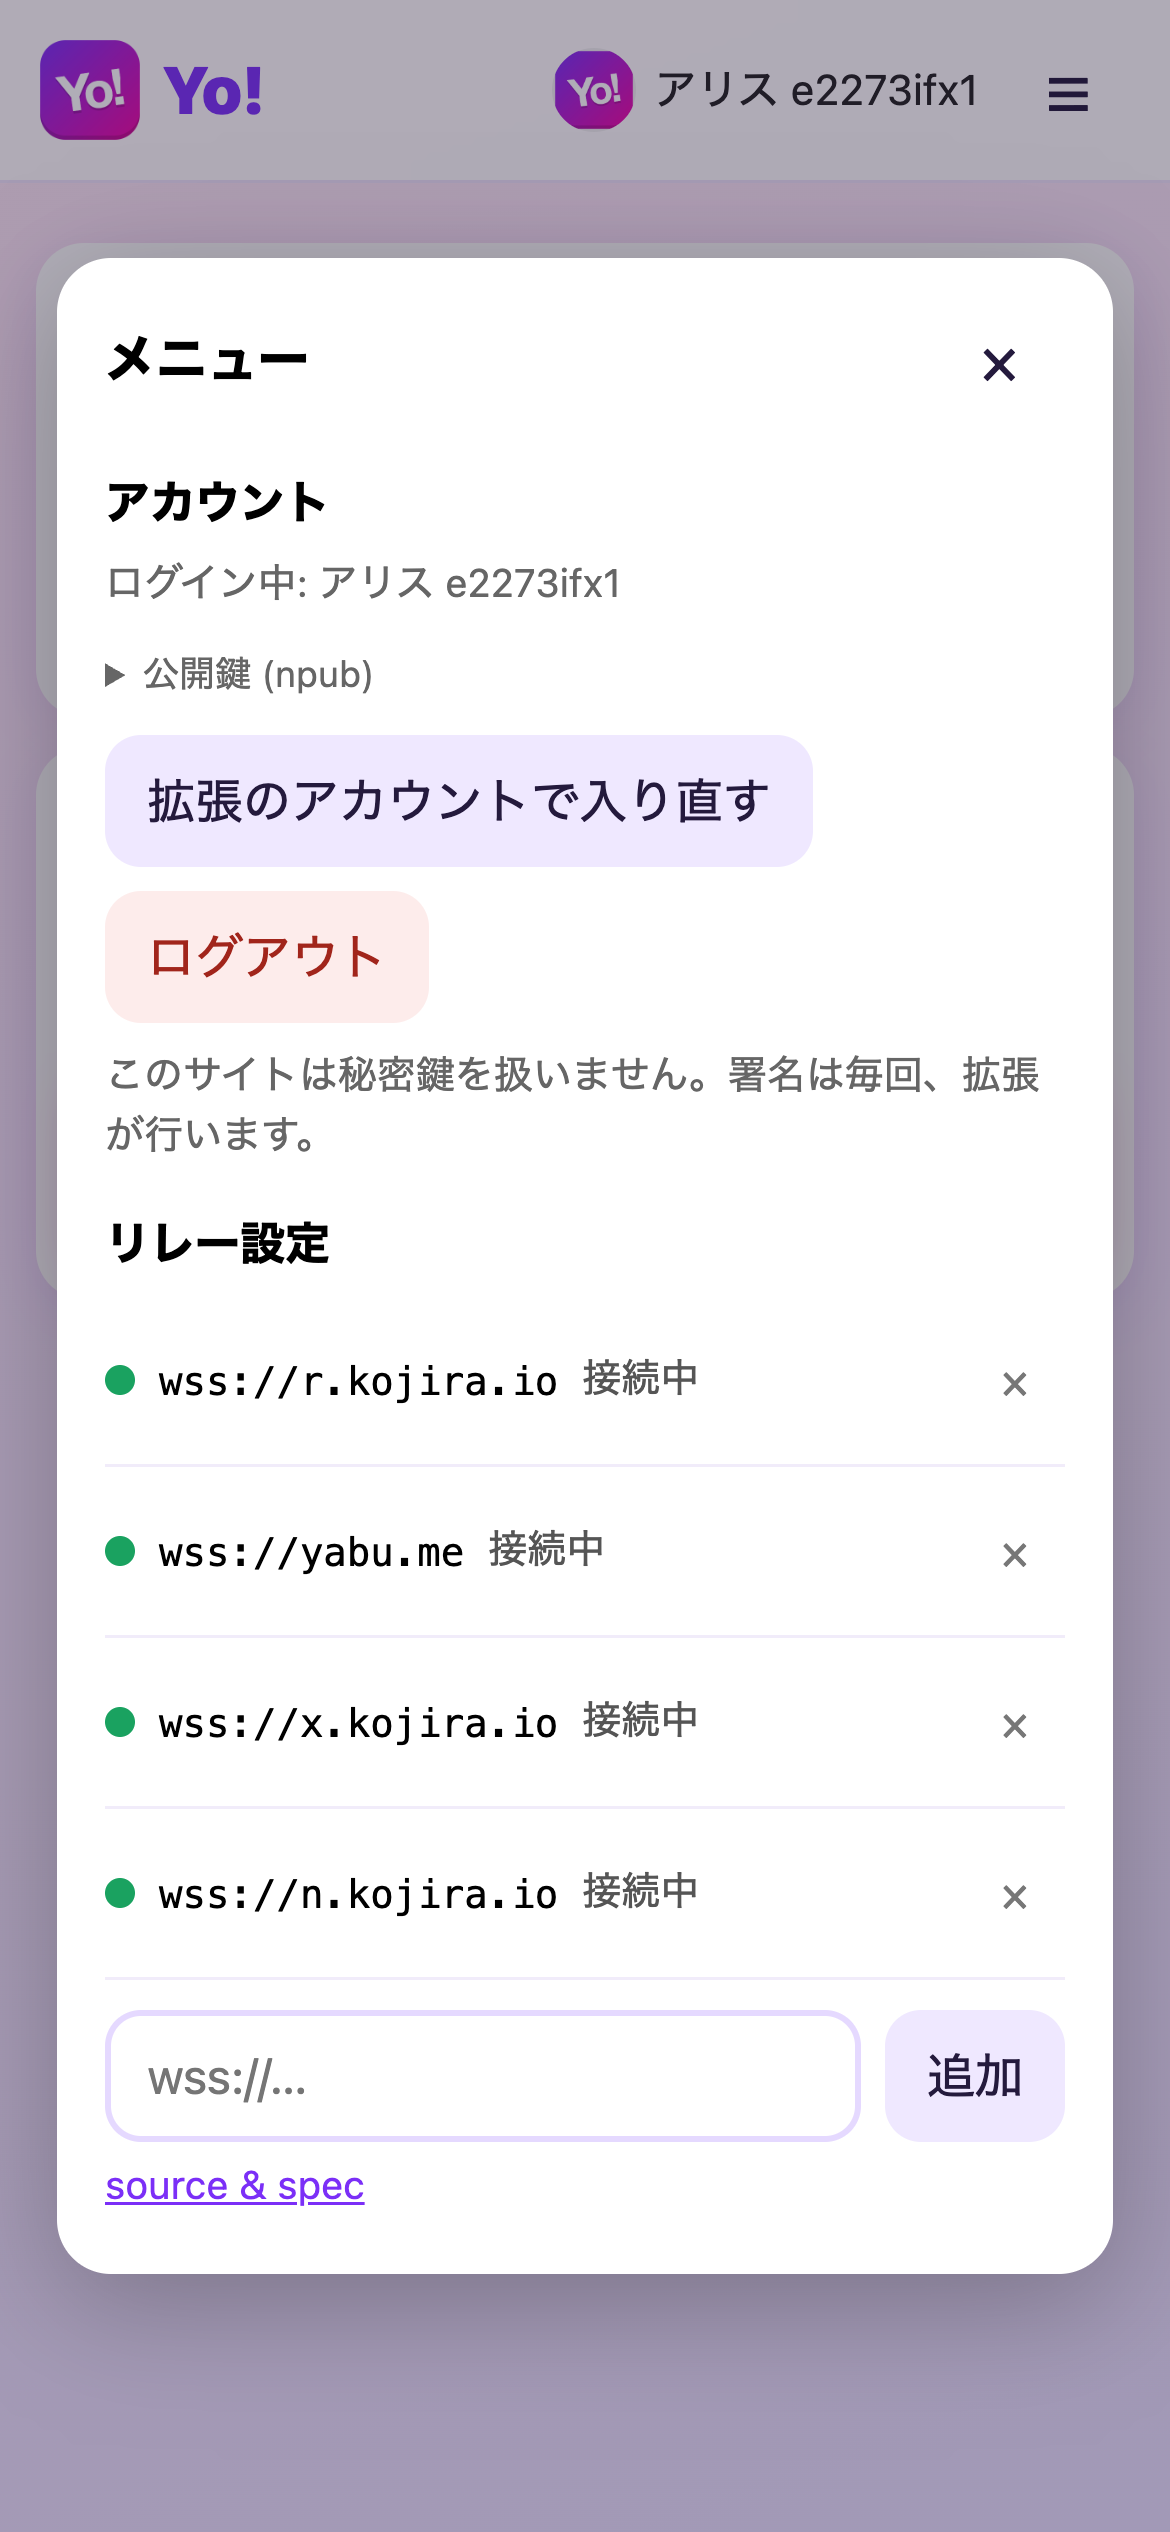 Yo!
Yo!
Yo!
アリス e2273ifx1
メニュー
×
アカウント
ログイン中: アリス e2273ifx1
▶ 公開鍵 (npub)
拡張のアカウントで入り直す
ログアウト
このサイトは秘密鍵を扱いません。署名は毎回、拡張
が行います。
リレー設定
wss://r.kojira.io 接続中 ×
wss://yabu.me 接続中 ×
wss://x.kojira.io 接続中 ×
wss://n.kojira.io 接続中 ×
wss://... 追加
source & spec